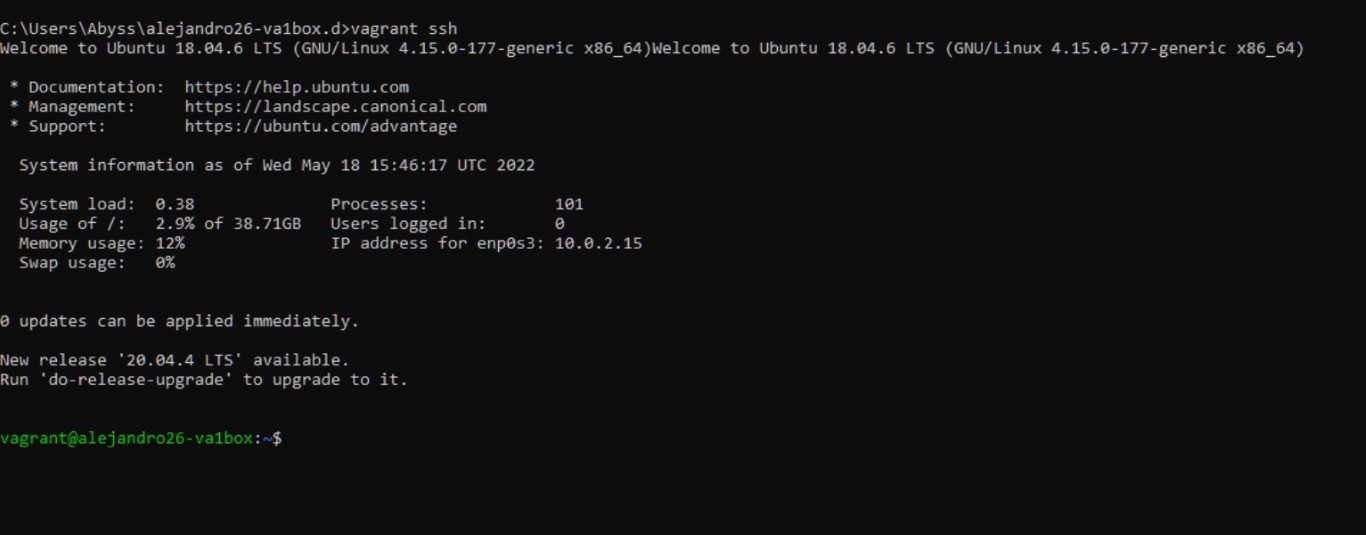 C:\Users\Abyss\alejandro26-va1box.d>vagrant ssh
Welcome to Ubuntu 18.04.6 LTS (GNU/Linux 4.15.0-177-generic x86_64)Welcome to Ubuntu 18.04.6 LTS (GNU/Linux 4.15.0-177-generic x86_64)
* Documentation:  https://help.ubuntu.com
* Management:     https://landscape.canonical.com
* Support:        https://ubuntu.com/advantage
System information as of Wed May 18 15:46:17 UTC 2022
System load:  0.38              Processes:             101
Usage of /:   2.9% of 38.71GB   Users logged in:       0
Memory usage: 12%               IP address for enp0s3: 10.0.2.15
Swap usage:   0%
0 updates can be applied immediately.
New release '20.04.4 LTS' available.
Run 'do-release-upgrade' to upgrade to it.
vagrant@alejandro26-va1box:~$